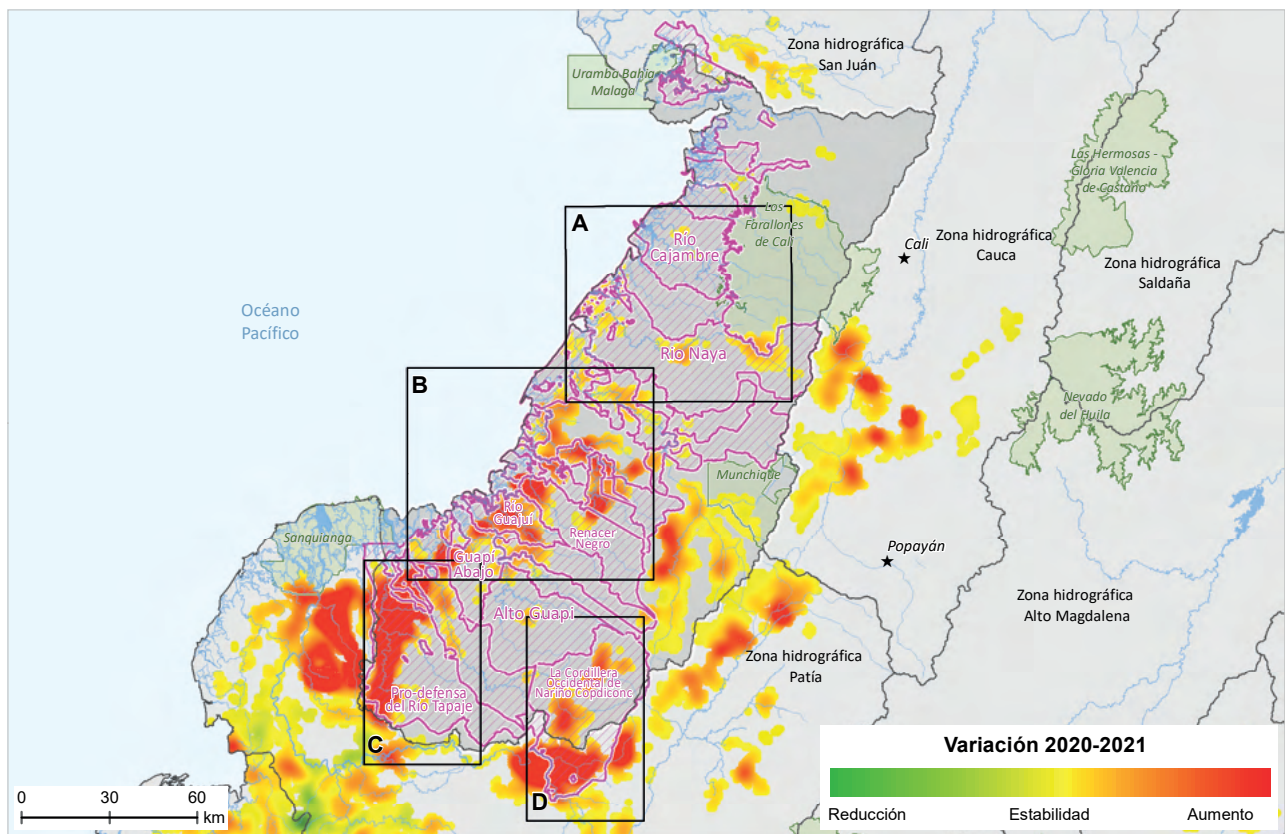 Zona hidrográfica
San Juán
Uramba Bahía
Malaga
Las Hermosas -
Gloria Valencia
de Castaño
A
Los
Farallones
de Cali
Río
Cajambre
Cali
Zona hidrográfica
Cauca
Zona hidrográfica
Saldaña
Océano
Pacífico
Rio Naya
B
Nevado
del Huila
Munchique
Río
Guajuí
Renacer
Negro
Sanquianga
Guapi
Abajo
Popayán
Alto Guapi
Zona hidrográfica
Alto Magdalena
Zona hidrográfica
Patía
La Cordillera
Occidental de
Nariño Copdiconc
Pro-defensa
del Río Tapaje
C
D
Variación 2020-2021
Reducción Estabilidad Aumento
0 30 60
km